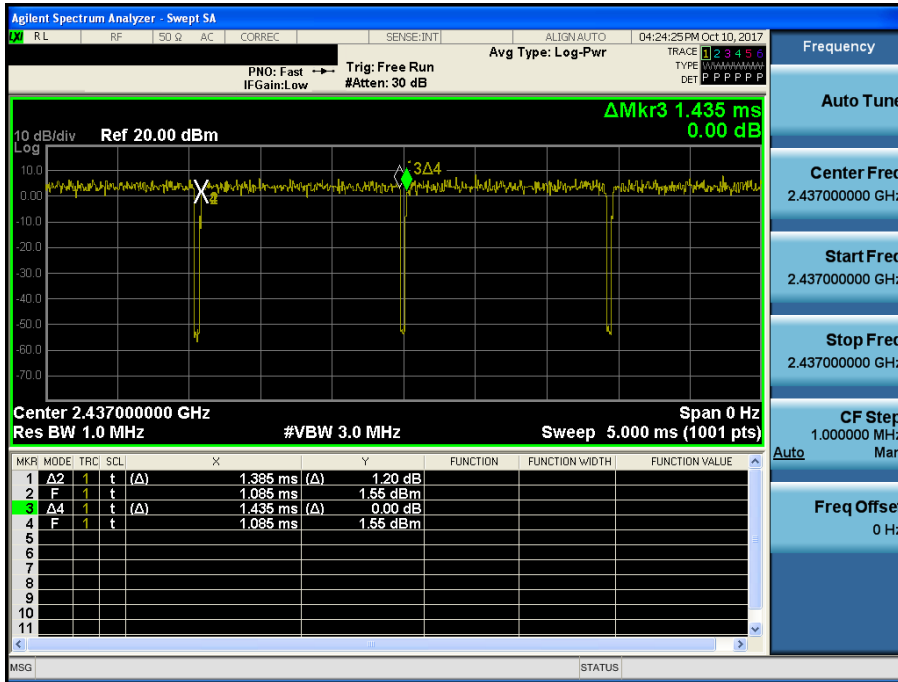 Agilent Spectrum Analyzer - Swept SA
LXI RL RF 50 Ω AC CORREC SENSE:INT ALIGN AUTO 04:24:25 PM Oct 10, 2017
Frequency
Avg Type: Log-Pwr
TRACE 1 2 3 4 5 6
PNO: Fast Trig: Free Run
TYPE WWWWWW
IFGain:Low #Atten: 30 dB
DET P P P P P P
Auto Tune
ΔMkr3 1.435 ms
0.00 dB
10 dB/div Ref 20.00 dBm
Log
10.0
0.00
-10.0
-20.0
-30.0
-40.0
-50.0
-60.0
-70.0
3Δ4
Center Freq
2.437000000 GHz
Start Freq
2.437000000 GHz
Stop Freq
2.437000000 GHz
Center 2.437000000 GHz Span 0 Hz
Res BW 1.0 MHz #VBW 3.0 MHz Sweep 5.000 ms (1001 pts)
CF Step
1.000000 MHz
Auto Man
MKR MODE TRC SCL X Y FUNCTION FUNCTION WIDTH FUNCTION VALUE
1 Δ2 1 t (Δ) 1.385 ms (Δ) 1.20 dB
2 F 1 t 1.085 ms 1.55 dBm
3 Δ4 1 t (Δ) 1.435 ms (Δ) 0.00 dB
4 F 1 t 1.085 ms 1.55 dBm
5
6
7
8
9
10
11
Freq Offset
0 Hz
MSG STATUS